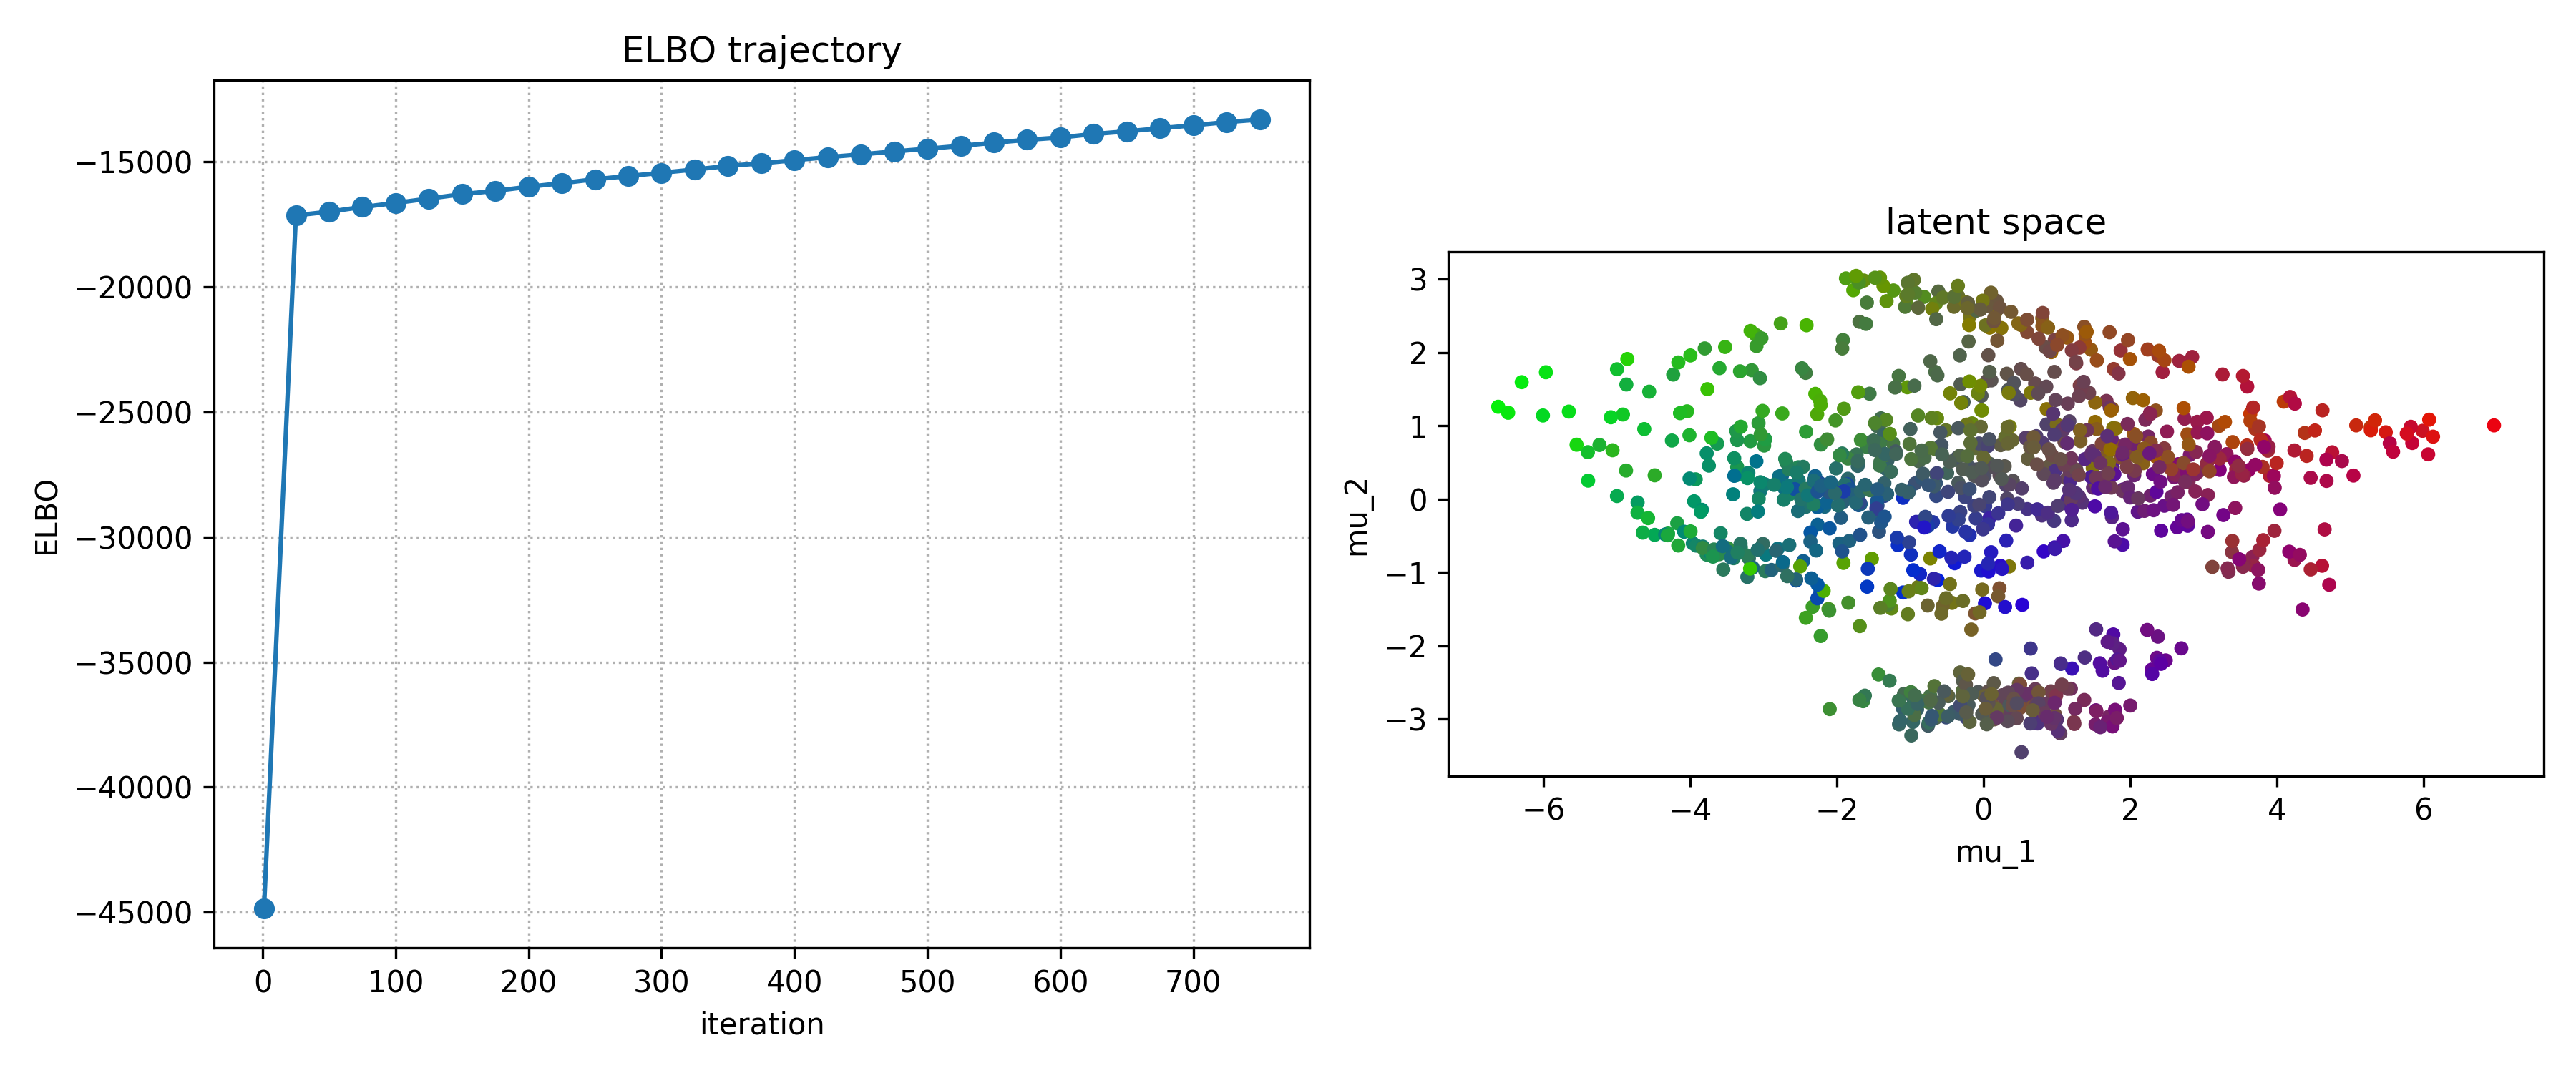 ELBO trajectory
ELBO
−15000
−20000
−25000
−30000
−35000
−40000
−45000
0 100 200 300 400 500 600 700
iteration
latent space
mu_2
3
2
1
0
−1
−2
−3
−6 −4 −2 0 2 4 6
mu_1